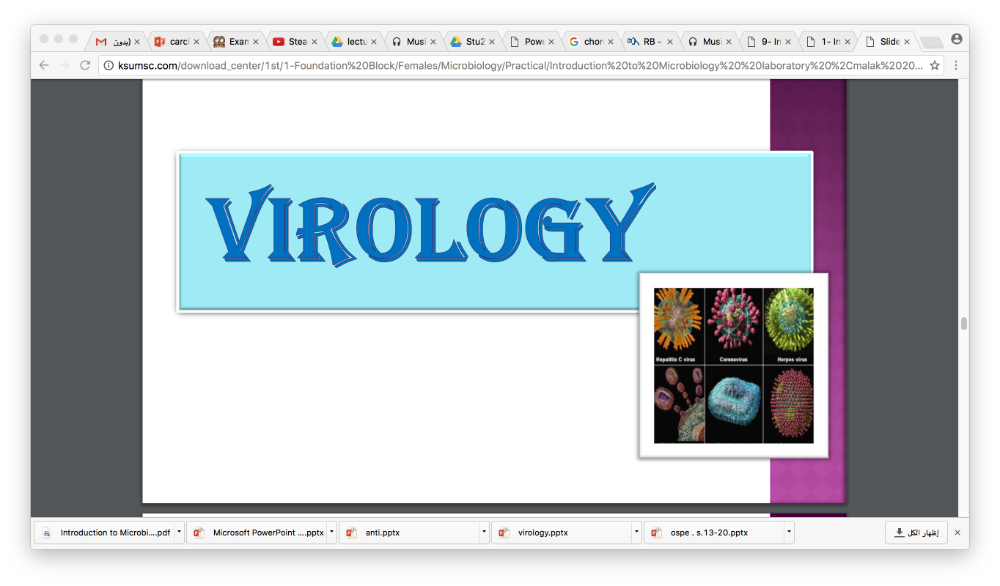 (بدون
carci
Exan
Stea
lectu
Musi
Stu2
Powe
chor
RB -
Musi
9- In
1- In
Slide
ksumsc.com/download_center/1st/1-Foundation%20Block/Females/Microbiology/Practical/Introduction%20to%20Microbiology%20%20laboratory%20%2Cmalak%2020...
VIROLOGY
Hepatitis C virus
Coronavirus
Herpes virus
Introduction to Microbi....pdf
Microsoft PowerPoint ....pptx
anti.pptx
virology.pptx
ospe . s.13-20.pptx
إظهار الكل